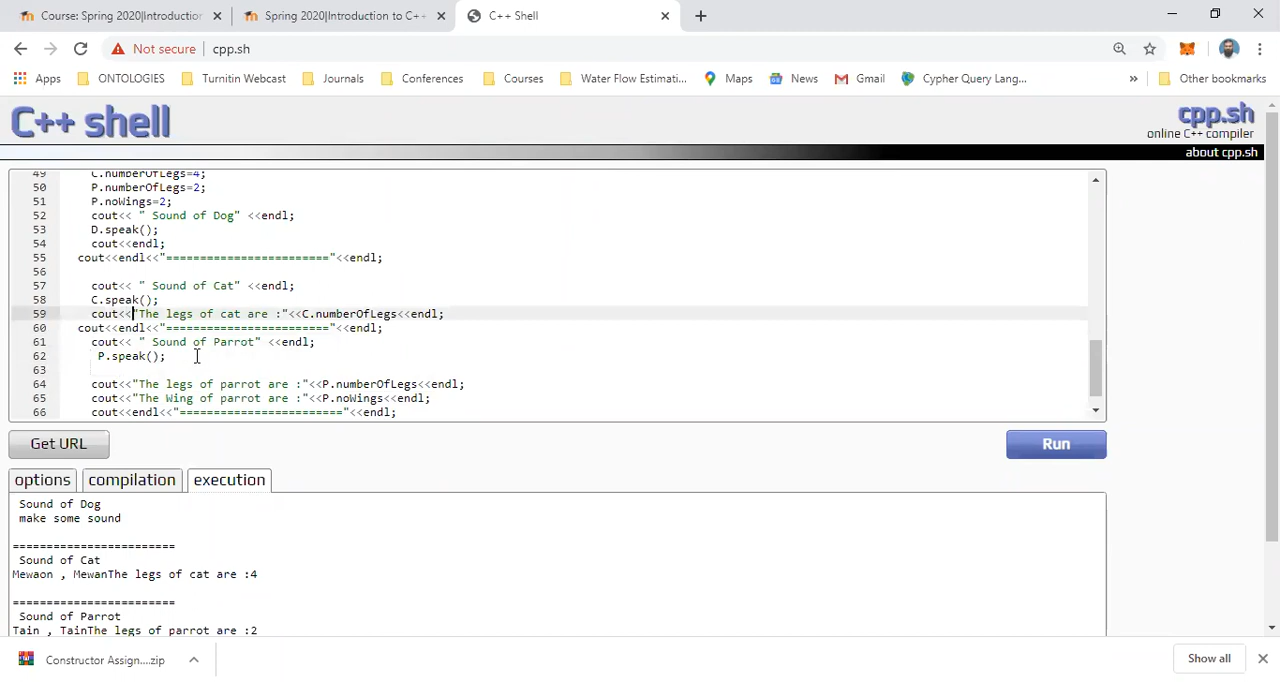 Course: Spring 2020|Introduction
Spring 2020|Introduction to C++
C++ Shell
Not secure
cpp.sh
Apps
ONTOLOGIES
Turnitin Webcast
Journals
Conferences
Courses
Water Flow Estimati...
Maps
News
Gmail
Cypher Query Lang...
»
Other bookmarks
C++ shell
cpp.sh
online C++ compiler
about cpp.sh
49 C.numberOfLegs=4;
50 P.numberOfLegs=2;
51 P.noWings=2;
52 cout<< " Sound of Dog" <<endl;
53 D.speak();
54 cout<<endl;
55 cout<<endl<<"========================"<<endl;
56
57 cout<< " Sound of Cat" <<endl;
58 C.speak();
59 cout<<"The legs of cat are :"<<C.numberOfLegs<<endl;
60 cout<<endl<<"========================"<<endl;
61 cout<< " Sound of Parrot" <<endl;
62 P.speak();
63
64 cout<<"The legs of parrot are :"<<P.numberOfLegs<<endl;
65 cout<<"The Wing of parrot are :"<<P.noWings<<endl;
66 cout<<endl<<"========================"<<endl;
Get URL
Run
options
compilation
execution
Sound of Dog
make some sound
========================
Sound of Cat
Mewaon , MewanThe legs of cat are :4
========================
Sound of Parrot
Tain , TainThe legs of parrot are :2
Constructor Assign....zip
Show all